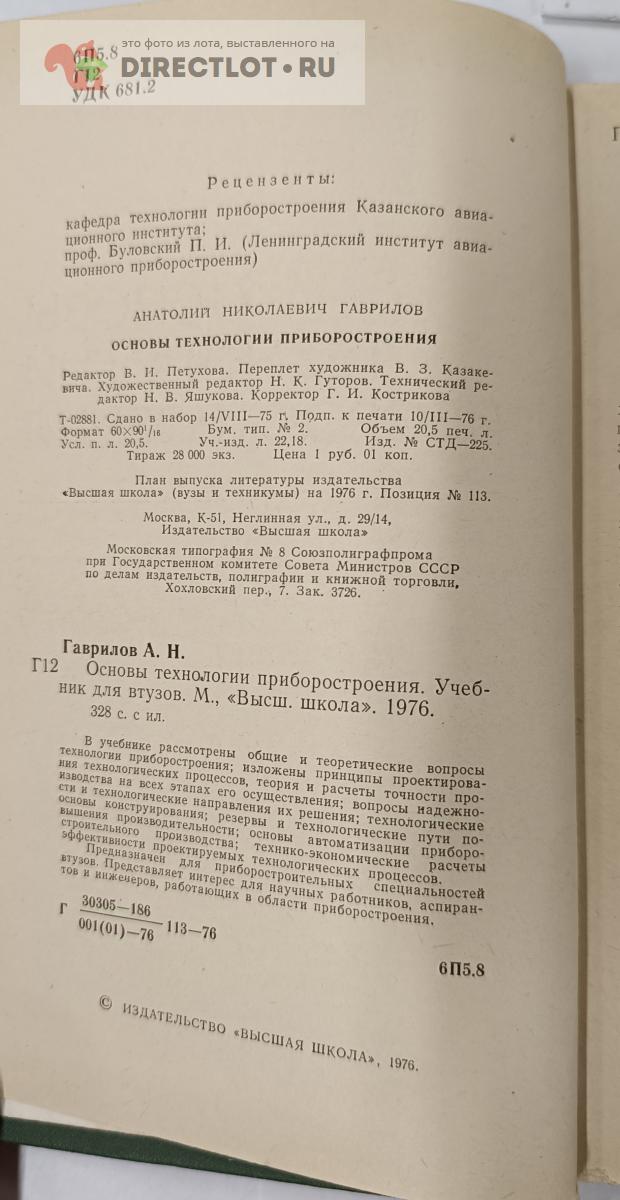 это фото из лота, выставленного на
DIRECTLOT.RU
6П5.8
Г12
УДК 681.2
Рецензенты:
кафедра технологии приборостроения Казанского авиа-
ционного института;
проф. Буловский П. И. (Ленинградский институт авиа-
ционного приборостроения)
АНАТОЛИЙ НИКОЛАЕВИЧ ГАВРИЛОВ
ОСНОВЫ ТЕХНОЛОГИИ ПРИБОРОСТРОЕНИЯ
Редактор В. И. Петухова. Переплет художника В. З. Казаке-
вича. Художественный редактор Н. К. Гуторов. Технический ре-
дактор Н. В. Яшукова. Корректор Г. И. Кострикова
Т-02881. Сдано в набор 14/VIII—75 г. Подп. к печати 10/III—76 г.
Формат 60×90¹/₁₆ Бум. тип. № 2. Объем 20,5 печ. л.
Усл. п. л. 20,5. Уч.-изд. л. 22,18. Изд. № СТД—225.
Тираж 28 000 экз. Цена 1 руб. 01 коп.
План выпуска литературы издательства
«Высшая школа» (вузы и техникумы) на 1976 г. Позиция № 113.
Москва, К-51, Неглинная ул., д. 29/14,
Издательство «Высшая школа»
Московская типография № 8 Союзполиграфпрома
при Государственном комитете Совета Министров СССР
по делам издательств, полиграфии и книжной торговли,
Хохловский пер., 7. Зак. 3726.
Гаврилов А. Н.
Г12 Основы технологии приборостроения. Учеб-
ник для втузов. М., «Высш. школа». 1976.
328 с. с ил.
В учебнике рассмотрены общие и теоретические вопросы
технологии приборостроения; изложены принципы проектирова-
ния технологических процессов, теория и расчеты точности про-
изводства на всех этапах его осуществления; вопросы надежно-
сти и технологические направления их решения; технологические
основы конструирования; резервы и технологические пути по-
вышения производительности; основы автоматизации приборо-
строительного производства; технико-экономические расчеты
эффективности проектируемых технологических процессов.
Предназначен для приборостроительных специальностей
втузов. Представляет интерес для научных работников, аспиран-
тов и инженеров, работающих в области приборостроения.
Г 30305—186
001(01)—76 113—76
6П5.8
© ИЗДАТЕЛЬСТВО «ВЫСШАЯ ШКОЛА», 1976.